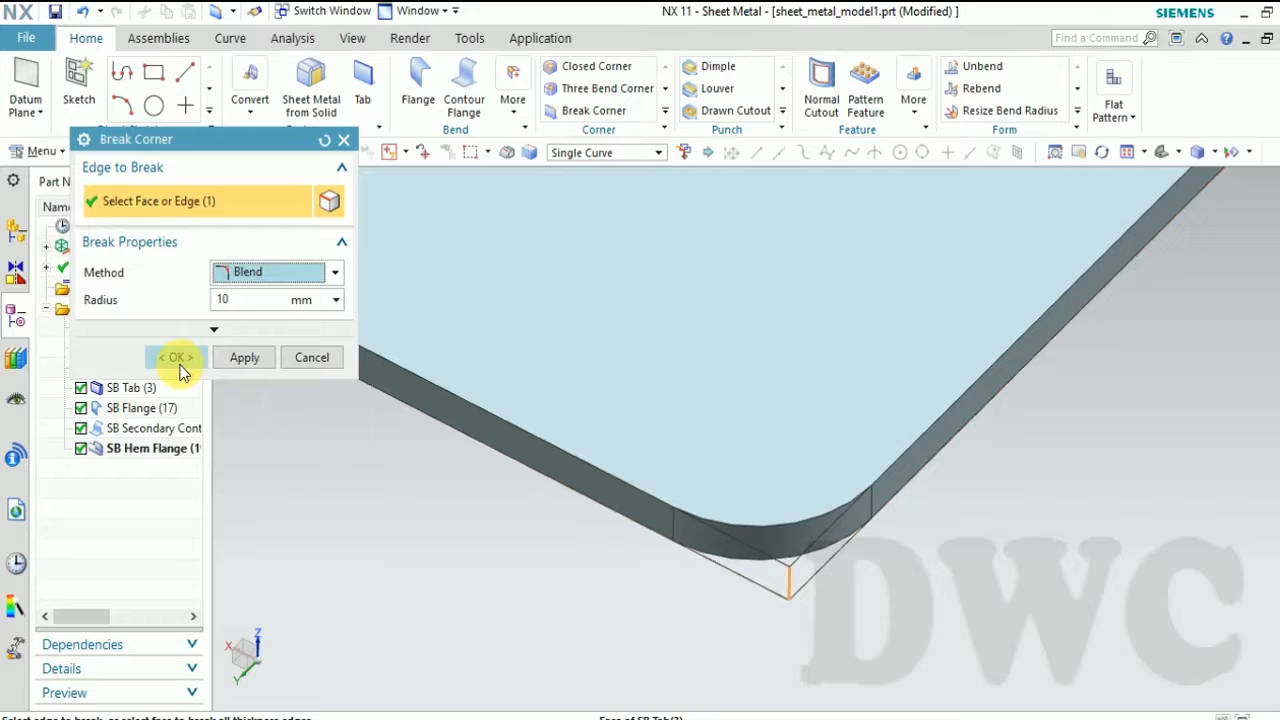 NX Switch Window Window NX 11 - Sheet Metal - [sheet_metal_model1.prt (Modified) ] SIEMENS
File Home Assemblies Curve Analysis View Render Tools Application Find a Command
Closed Corner Dimple Unbend
Three Bend Corner Louver Rebend
Break Corner Drawn Cutout Resize Bend Radius
Datum Plane Sketch Convert Sheet Metal from Solid Tab Flange Contour Flange More Normal Cutout Pattern Feature More Flat Pattern
Bend Corner Punch Feature Form
Menu Single Curve
Break Corner
Edge to Break
Part N
Select Face or Edge (1)
Name
Break Properties
Method Blend
Radius 10 mm
< OK > Apply Cancel
SB Tab (3)
SB Flange (17)
SB Secondary Cont
SB Hem Flange (1
Dependencies
Details
Preview
X Z Y
DWC